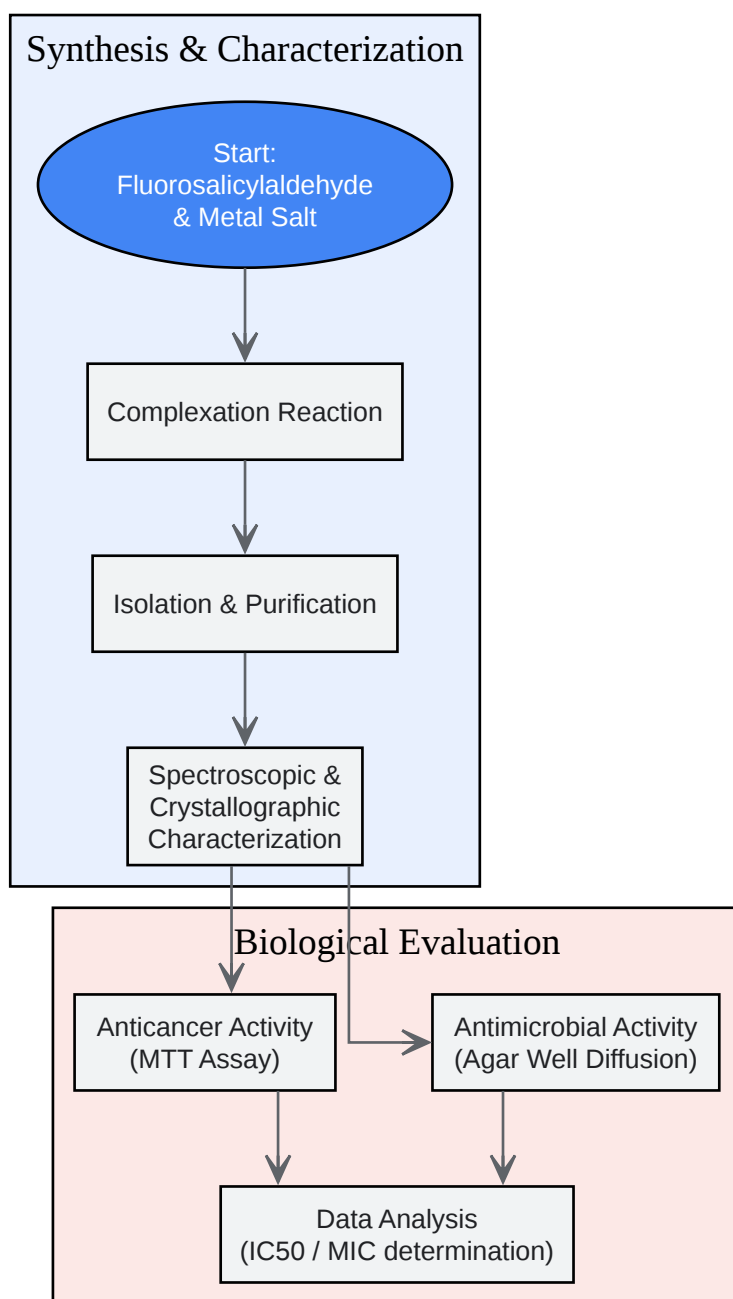 Synthesis & Characterization
Start:
Fluorosalicylaldehyde
& Metal Salt
Complexation Reaction
Isolation & Purification
Spectroscopic &
Crystallographic
Characterization
Biological Evaluation
Anticancer Activity
(MTT Assay)
Antimicrobial Activity
(Agar Well Diffusion)
Data Analysis
(IC50 / MIC determination)